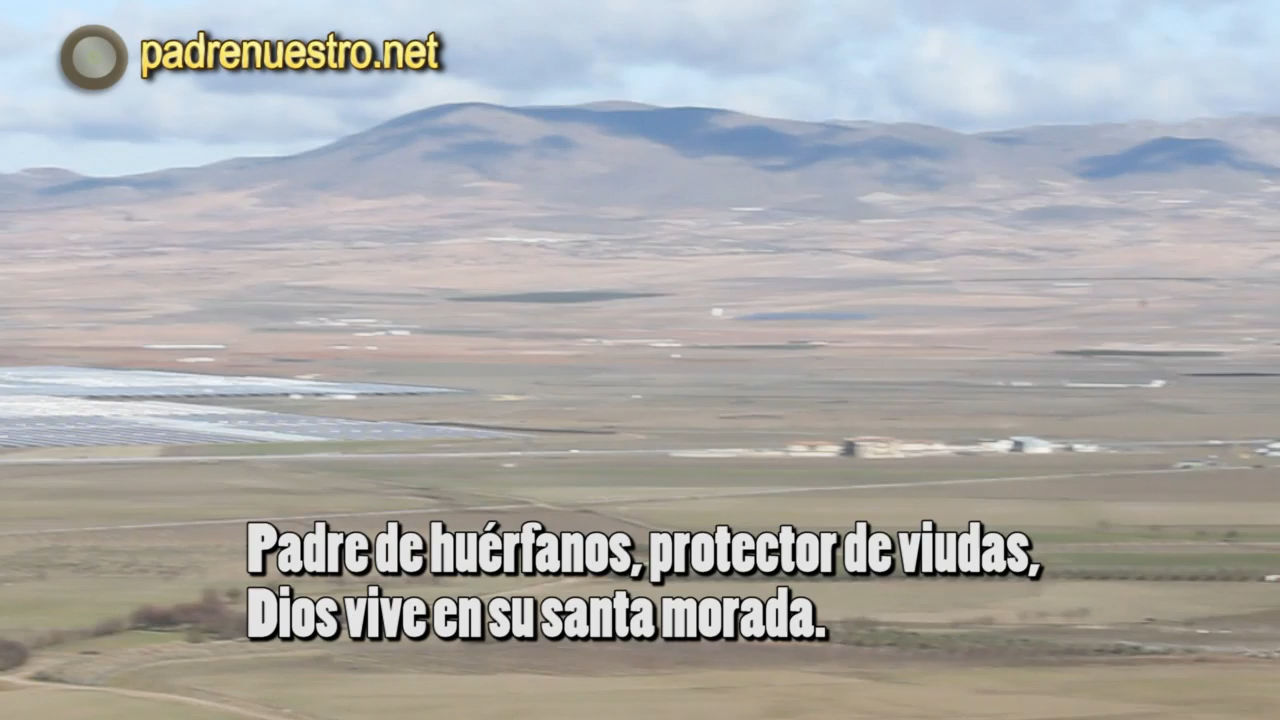 padrenuestro.net
Padre de huérfanos, protector de viudas,
Dios vive en su santa morada.